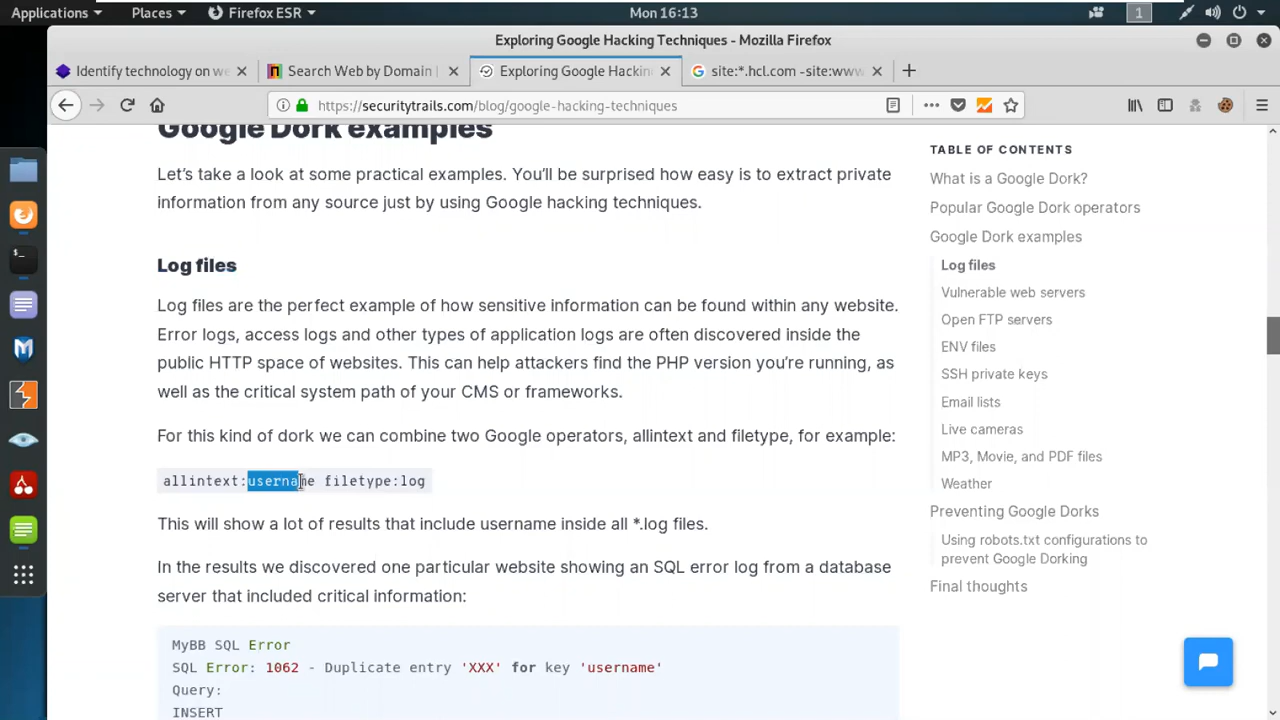 Applications Places Firefox ESR Mon 16:13 1
Exploring Google Hacking Techniques - Mozilla Firefox
Identify technology on we Search Web by Domain | Exploring Google Hackin site:*.hcl.com -site:www
https://securitytrails.com/blog/google-hacking-techniques
Google Dork examples
Let’s take a look at some practical examples. You’ll be surprised how easy is to extract private
information from any source just by using Google hacking techniques.
Log files
Log files are the perfect example of how sensitive information can be found within any website.
Error logs, access logs and other types of application logs are often discovered inside the
public HTTP space of websites. This can help attackers find the PHP version you’re running, as
well as the critical system path of your CMS or frameworks.
For this kind of dork we can combine two Google operators, allintext and filetype, for example:
allintext:username filetype:log
This will show a lot of results that include username inside all *.log files.
In the results we discovered one particular website showing an SQL error log from a database
server that included critical information:
MyBB SQL Error
SQL Error: 1062 - Duplicate entry 'XXX' for key 'username'
Query:
INSERT
TABLE OF CONTENTS
What is a Google Dork?
Popular Google Dork operators
Google Dork examples
Log files
Vulnerable web servers
Open FTP servers
ENV files
SSH private keys
Email lists
Live cameras
MP3, Movie, and PDF files
Weather
Preventing Google Dorks
Using robots.txt configurations to
prevent Google Dorking
Final thoughts